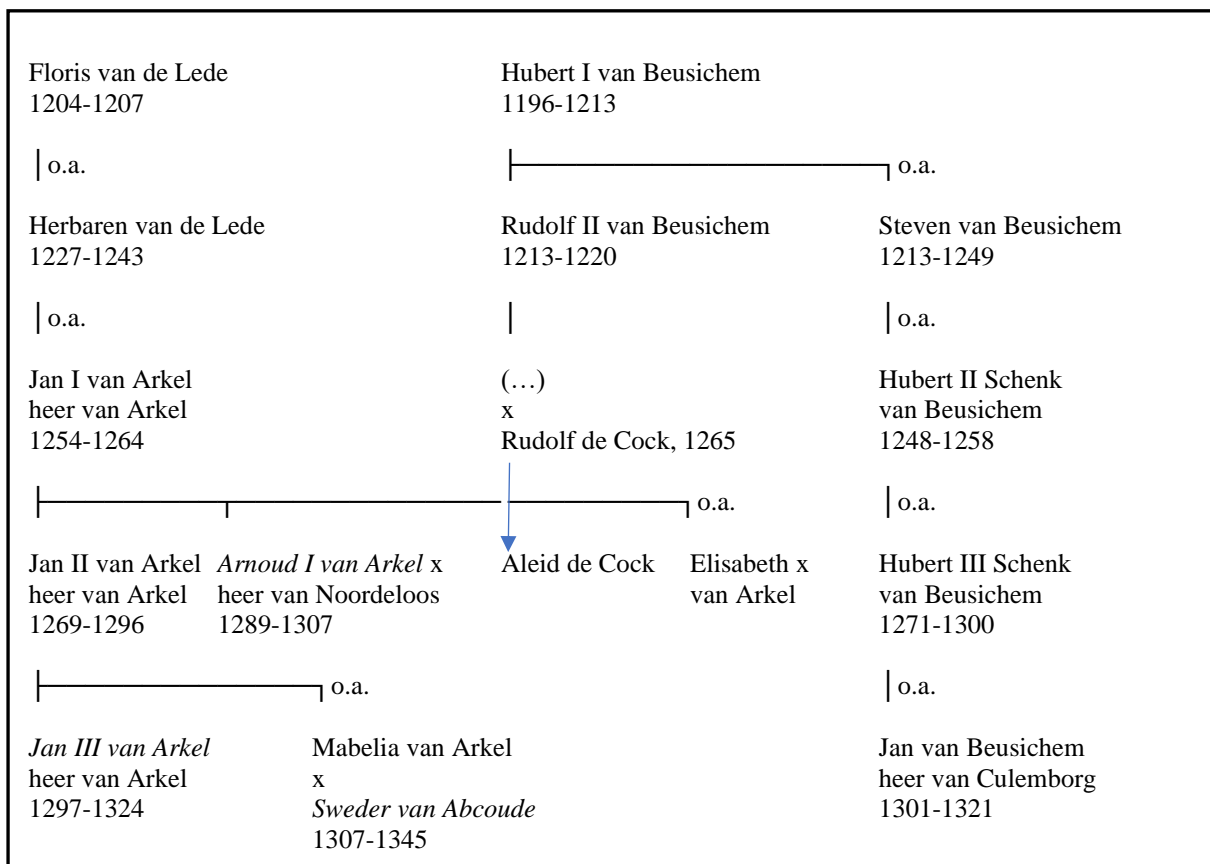 Floris van de Lede Hubert I van Beusichem
1204-1207 1196-1213
o.a. o.a.
Herbaren van de Lede Rudolf II van Beusichem Steven van Beusichem
1227-1243 1213-1220 1213-1249
o.a. o.a.
Jan I van Arkel (…) Hubert II Schenk
heer van Arkel x van Beusichem
1254-1264 Rudolf de Cock, 1265 1248-1258
o.a. o.a.
Jan II van Arkel Arnoud I van Arkel x Aleid de Cock Elisabeth x Hubert III Schenk
heer van Arkel heer van Noordeloos van Arkel van Beusichem
1269-1296 1289-1307 1271-1300
o.a. o.a.
Jan III van Arkel Mabelia van Arkel Jan van Beusichem
heer van Arkel x heer van Culemborg
1297-1324 Sweder van Abcoude 1301-1321
1307-1345